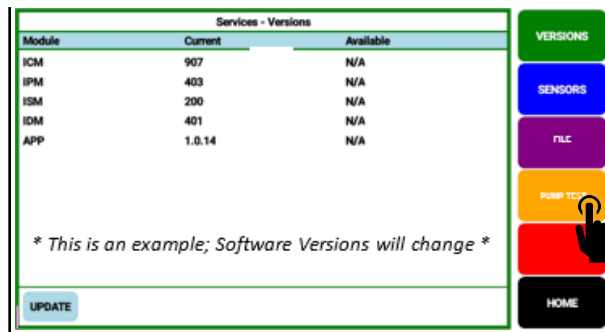 Services - Versions
Module Current Available
ICM 907 N/A
IPM 403 N/A
ISM 200 N/A
IDM 401 N/A
APP 1.0.14 N/A
* This is an example; Software Versions will change *
UPDATE
VERSIONS
SENSORS
FILE
PUMP TEST
HOME